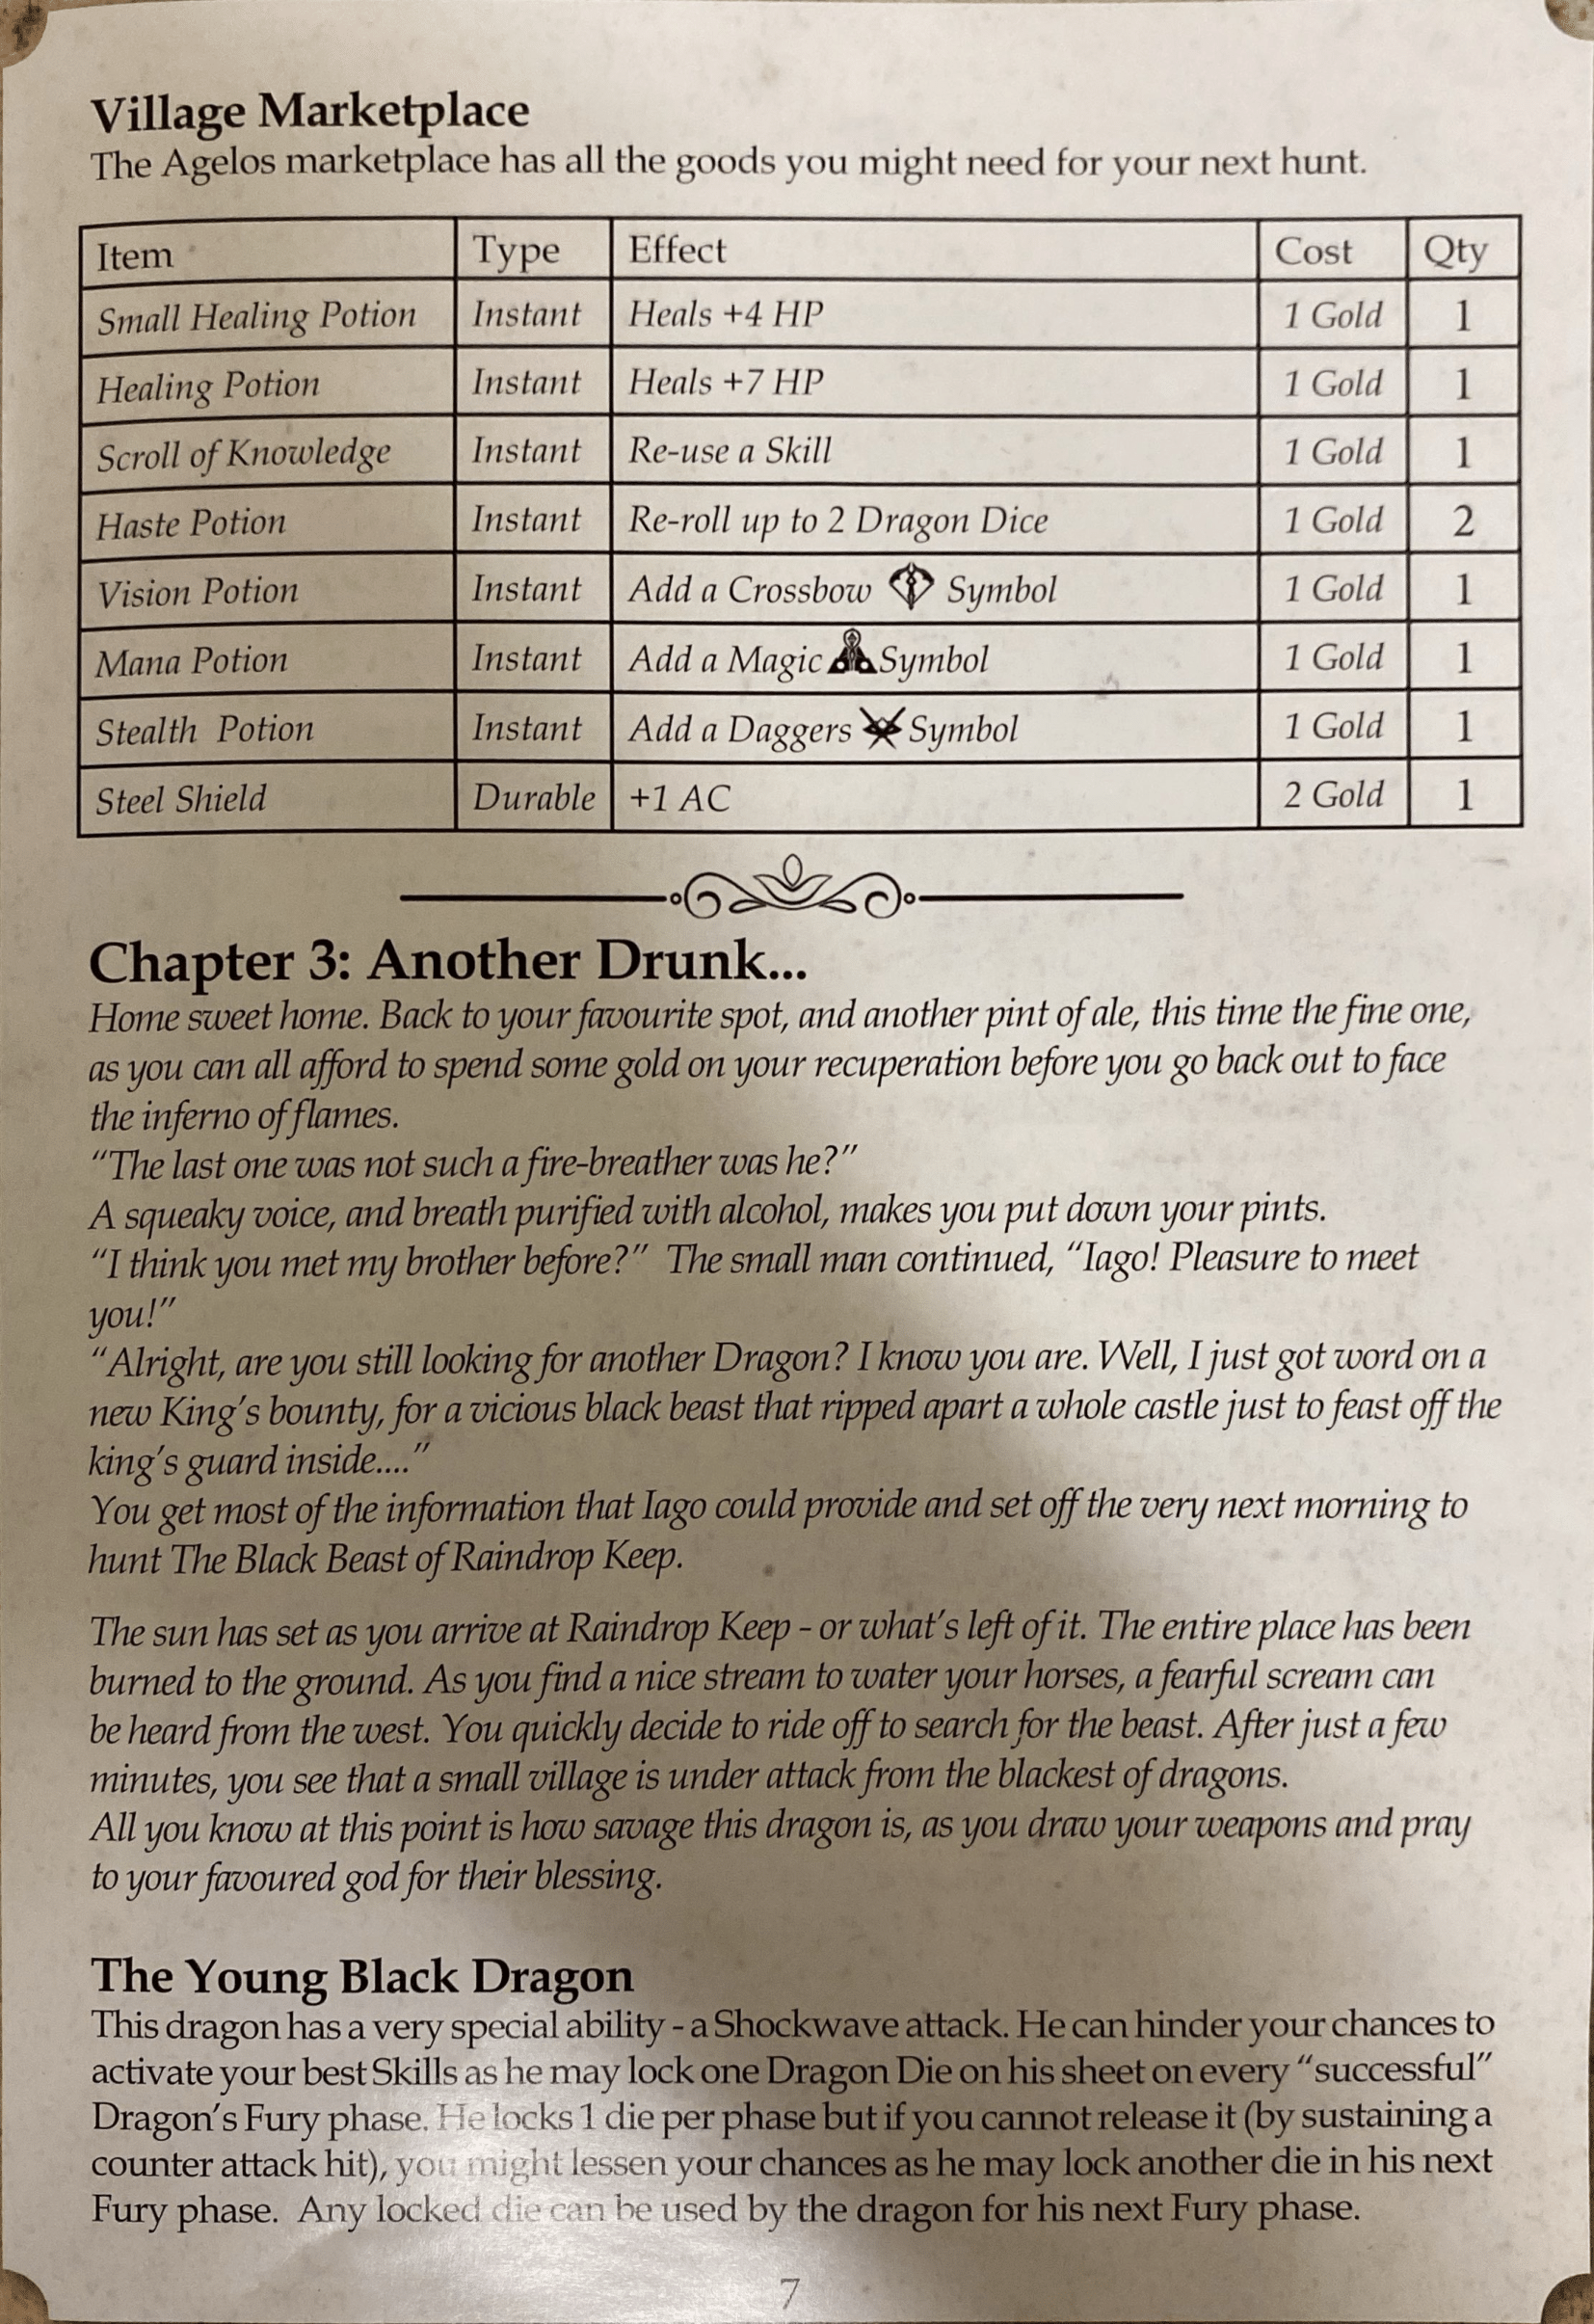 Village Marketplace
The Agelos marketplace has all the goods you might need for your next hunt.
Item Type Effect Cost Qty
Small Healing Potion Instant Heals +4 HP 1 Gold 1
Healing Potion Instant Heals +7 HP 1 Gold 1
Scroll of Knowledge Instant Re-use a Skill 1 Gold 1
Haste Potion Instant Re-roll up to 2 Dragon Dice 1 Gold 2
Vision Potion Instant Add a Crossbow Symbol 1 Gold 1
Mana Potion Instant Add a Magic Symbol 1 Gold 1
Stealth Potion Instant Add a Daggers Symbol 1 Gold 1
Steel Shield Durable +1 AC 2 Gold 1
Chapter 3: Another Drunk...
Home sweet home. Back to your favourite spot, and another pint of ale, this time the fine one,
as you can all afford to spend some gold on your recuperation before you go back out to face
the inferno of flames.
“The last one was not such a fire-breather was he?”
A squeaky voice, and breath purified with alcohol, makes you put down your pints.
“I think you met my brother before?” The small man continued, “Iago! Pleasure to meet
you!”
“Alright, are you still looking for another Dragon? I know you are. Well, I just got word on a
new King’s bounty, for a vicious black beast that ripped apart a whole castle just to feast off the
king’s guard inside....”
You get most of the information that Iago could provide and set off the very next morning to
hunt The Black Beast of Raindrop Keep.
The sun has set as you arrive at Raindrop Keep - or what’s left of it. The entire place has been
burned to the ground. As you find a nice stream to water your horses, a fearful scream can
be heard from the west. You quickly decide to ride off to search for the beast. After just a few
minutes, you see that a small village is under attack from the blackest of dragons.
All you know at this point is how savage this dragon is, as you draw your weapons and pray
to your favoured god for their blessing.
The Young Black Dragon
This dragon has a very special ability - a Shockwave attack. He can hinder your chances to
activate your best Skills as he may lock one Dragon Die on his sheet on every “successful”
Dragon’s Fury phase. He locks 1 die per phase but if you cannot release it (by sustaining a
counter attack hit), you might lessen your chances as he may lock another die in his next
Fury phase. Any locked die can be used by the dragon for his next Fury phase.
7